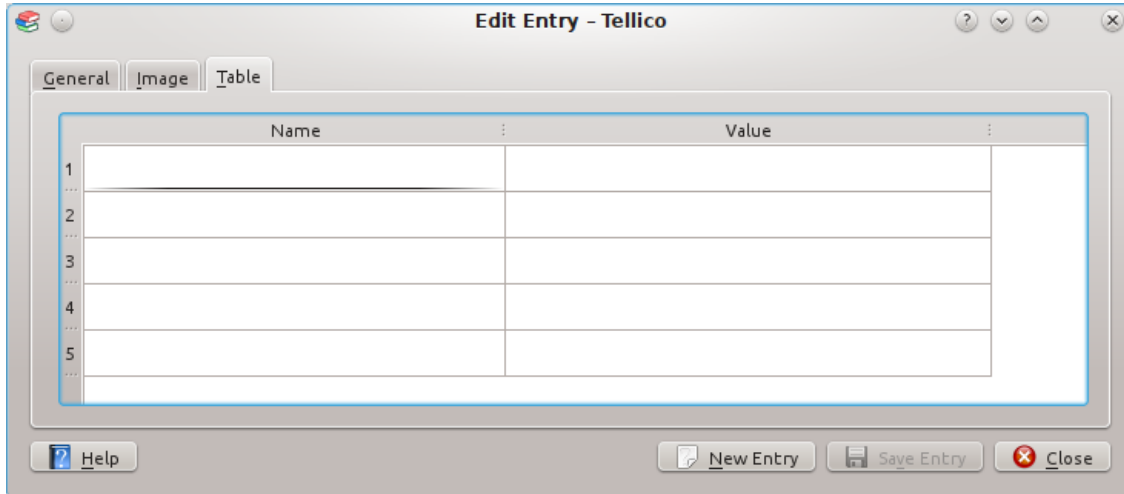 Edit Entry – Tellico
General Image Table
Name Value
1
2
3
4
5
Help New Entry Save Entry Close